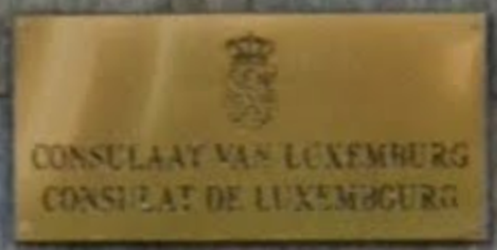 CONSULAAT VAN LUXEMBURG
CONSULAT DE LUXEMBOURG